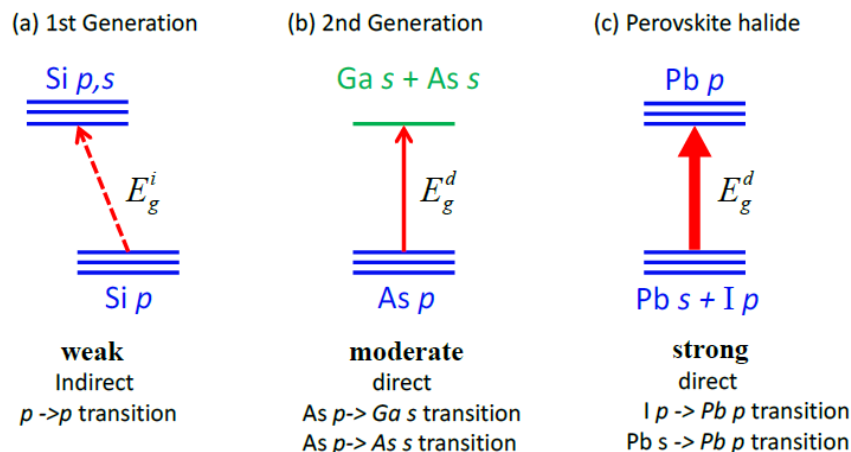 (a) 1st Generation
(b) 2nd Generation
(c) Perovskite halide
Si p,s
Ga s + As s
Pb p
E_g^i
E_g^d
E_g^d
Si p
As p
Pb s + I p
weak
Indirect
p ->p transition
moderate
direct
As p-> Ga s transition
As p-> As s transition
strong
direct
I p -> Pb p transition
Pb s -> Pb p transition